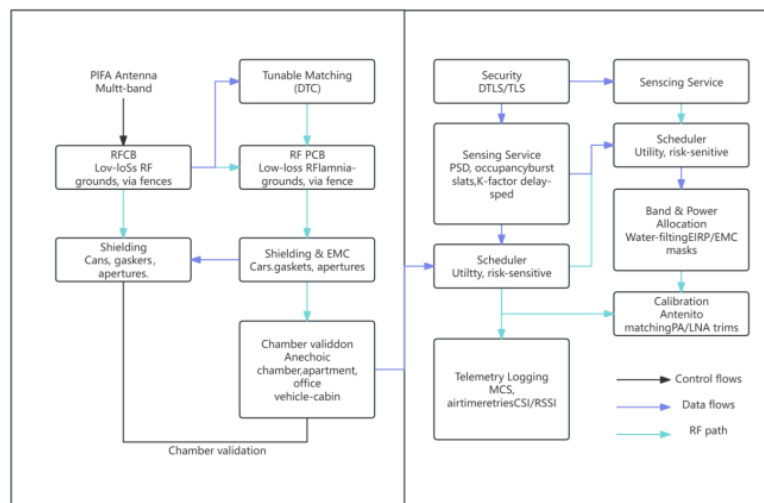 PIFA Antenna
Multt-band
Tunable Matching
(DTC)
RFCB
Lov-loSs RF
grounds, via fences
RF PCB
Low-loss RFlamnia-
grounds, via fence
Shielding
Cans, gaskers,
apertures.
Shielding & EMC
Cars.gaskets, apertures
Chamber validdon
Anechoic
chamber,apartment,
office
vehicle-cabin
Chamber validation
Security
DTLS/TLS
Senscing Service
Sensing Service
PSD, occupancyburst
slats,K-factor delay-
sped
Scheduler
Utility, risk-senitive
Band & Power
Allocation
Water-filtingEIRP/EMC
masks
Scheduler
Utiltty, risk-sensitive
Calibration
Antenito
matchingPA/LNA trims
Telemetry Logging
MCS,
airtimeretriesCSI/RSSI
Control flows
Data flows
RF path